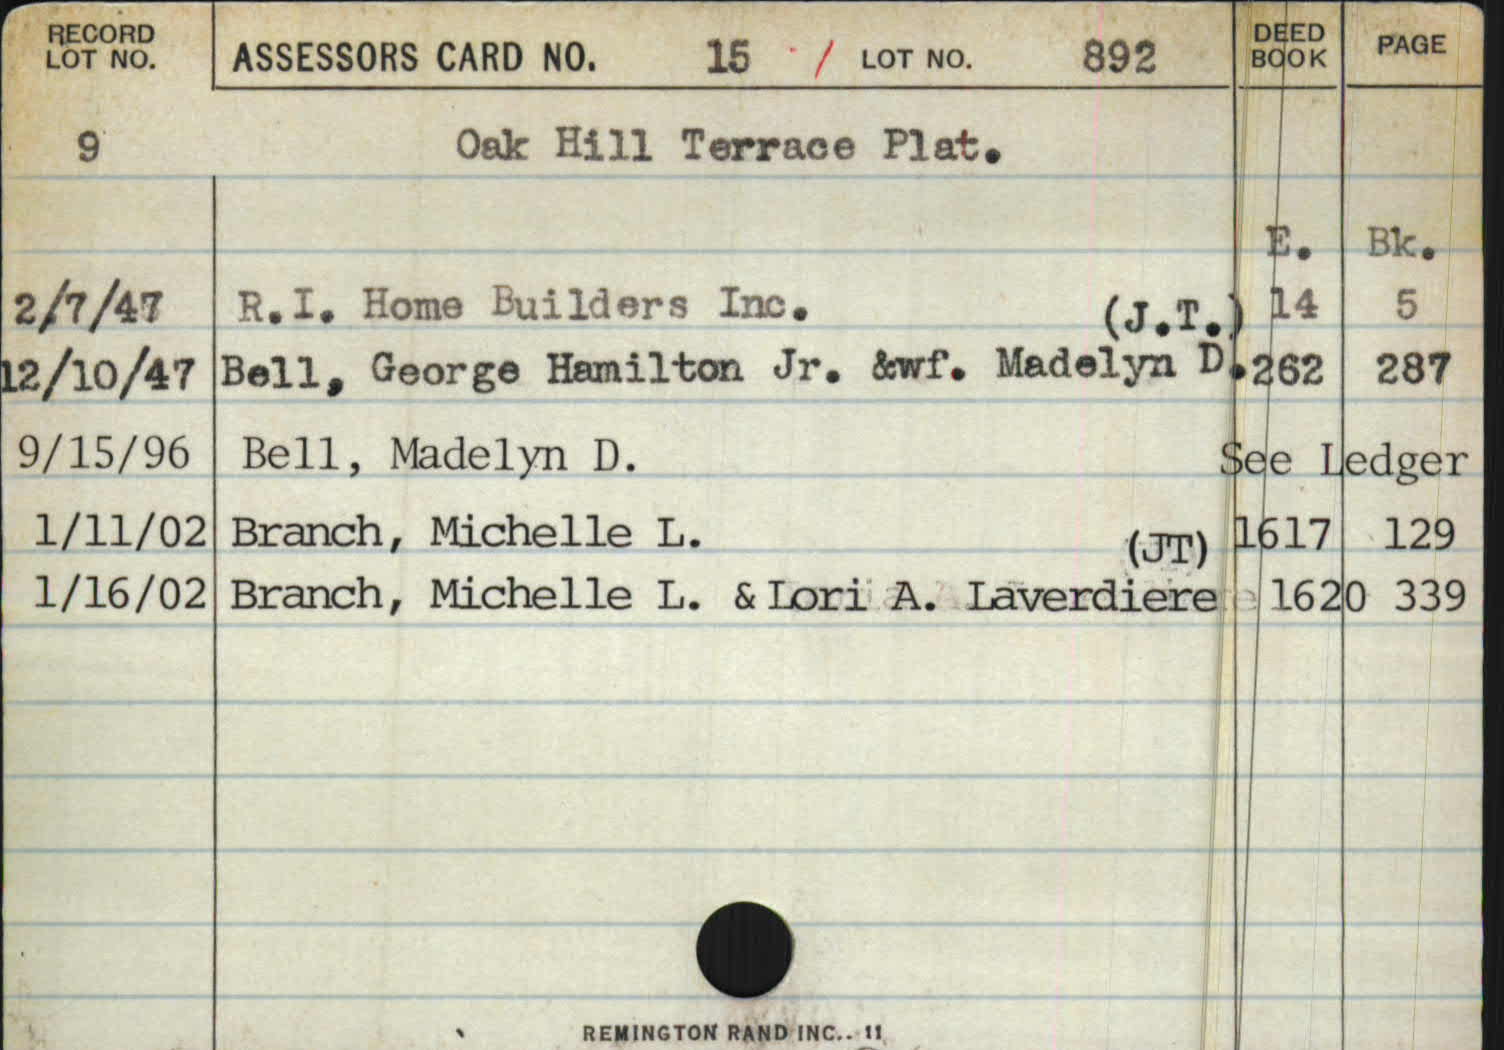 RECORD LOT NO. ASSESSORS CARD NO. 15 / LOT NO. 892 DEED BOOK PAGE
9 Oak Hill Terrace Plat.
E. Bk.
2/7/47 R.I. Home Builders Inc. 14 5
(J.T.)
12/10/47 Bell, George Hamilton Jr. &wf. Madelyn D. 262 287
9/15/96 Bell, Madelyn D. See Ledger
1/11/02 Branch, Michelle L. 1617 129
(JT)
1/16/02 Branch, Michelle L. & Lori A. Laverdiere 1620 339
REMINGTON RAND INC.. 11